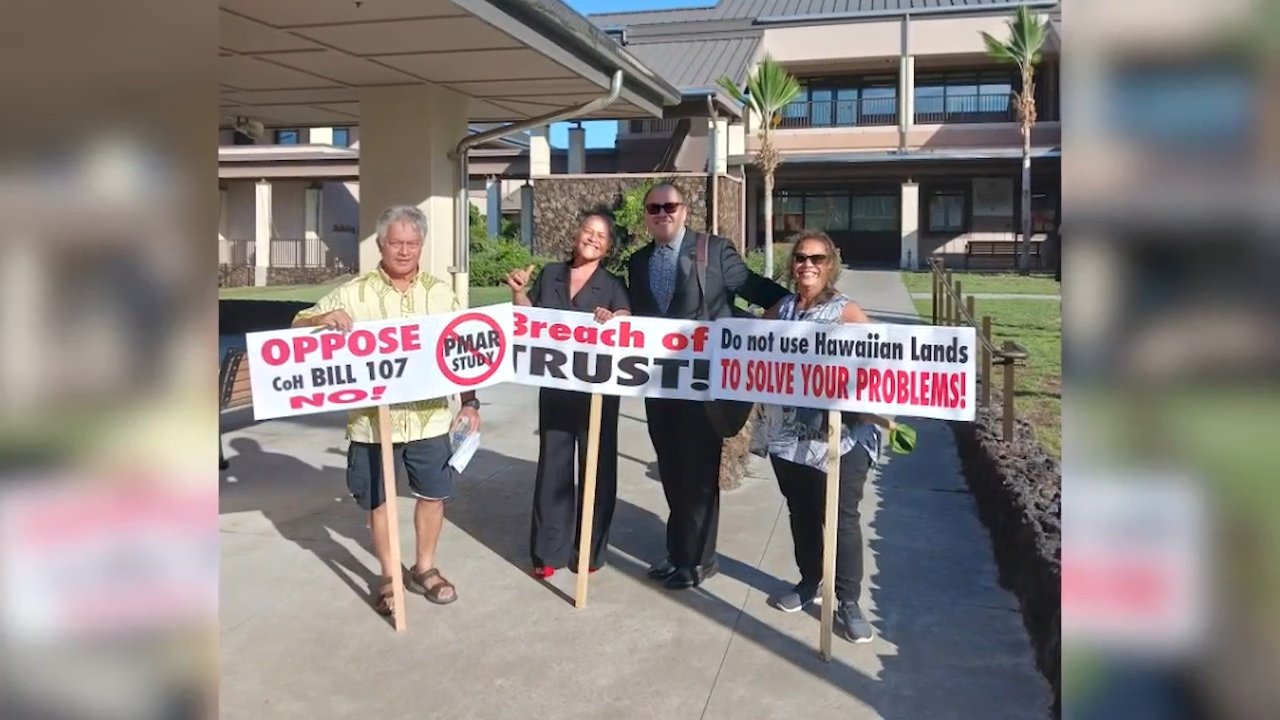 OPPOSE
CoH BILL 107
NO!
PMAR
STUDY
Breach of
TRUST!
Do not use Hawaiian Lands
TO SOLVE YOUR PROBLEMS!